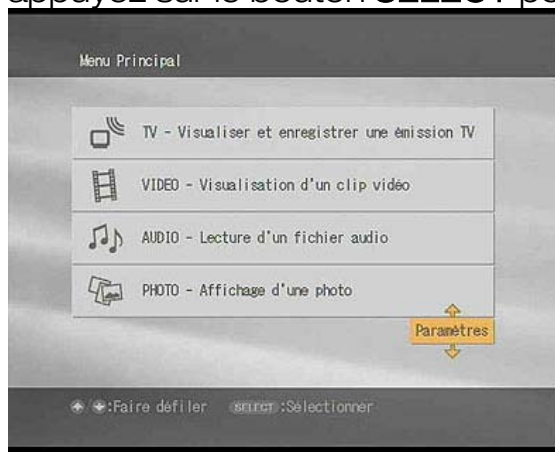 appuyez sur le bouton SELECT po
Menu Principal
TV - Visualiser et enregistrer une émission TV
VIDEO - Visualisation d'un clip vidéo
AUDIO - Lecture d'un fichier audio
PHOTO - Affichage d'une photo
Paramètres
:Faire défiler SELECT :Sélectionner